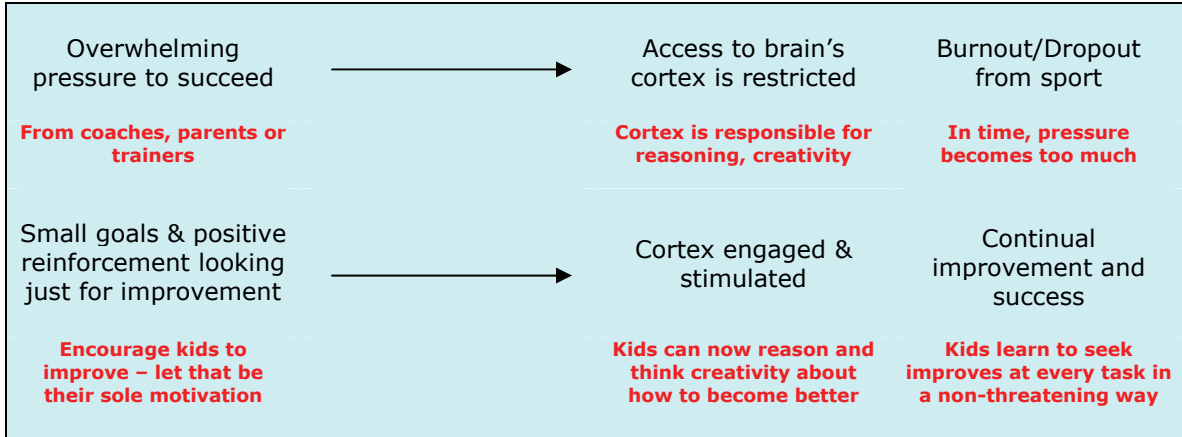 Overwhelming
pressure to succeed
From coaches, parents or
trainers
Access to brain’s
cortex is restricted
Cortex is responsible for
reasoning, creativity
Burnout/Dropout
from sport
In time, pressure
becomes too much
Small goals & positive
reinforcement looking
just for improvement
Encourage kids to
improve – let that be
their sole motivation
Cortex engaged &
stimulated
Kids can now reason and
think creativity about
how to become better
Continual
improvement and
success
Kids learn to seek
improves at every task in
a non-threatening way